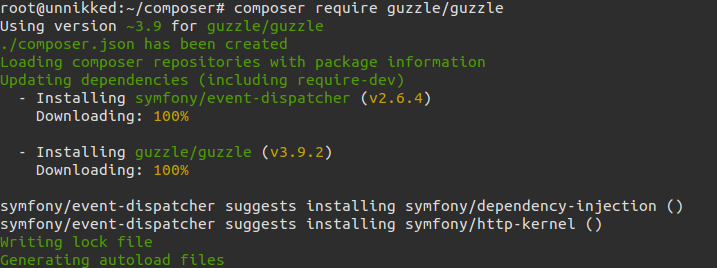 root@unnikked:~/composer# composer require guzzle/guzzle
Using version ~3.9 for guzzle/guzzle
./composer.json has been created
Loading composer repositories with package information
Updating dependencies (including require-dev)
  - Installing symfony/event-dispatcher (v2.6.4)
    Downloading: 100%
  - Installing guzzle/guzzle (v3.9.2)
    Downloading: 100%
symfony/event-dispatcher suggests installing symfony/dependency-injection ()
symfony/event-dispatcher suggests installing symfony/http-kernel ()
Writing lock file
Generating autoload files